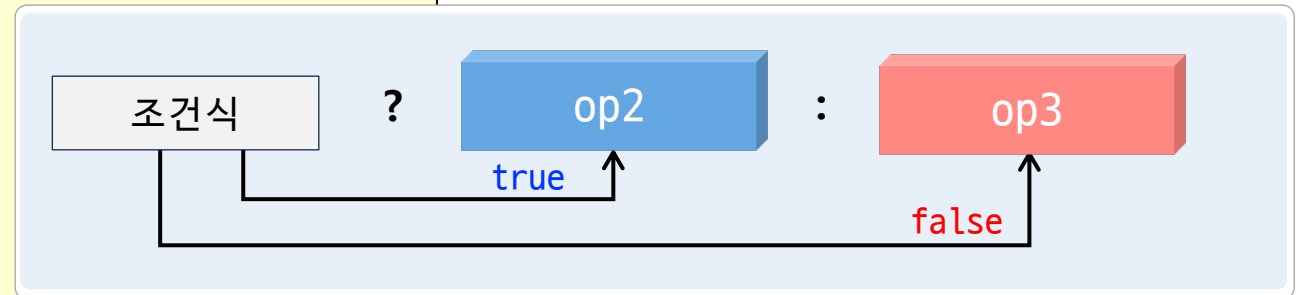 조건식 ? op2 : op3
true
false